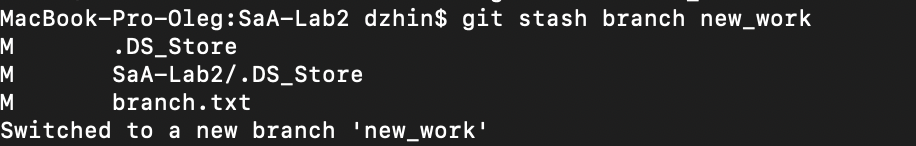 MacBook-Pro-Oleg:SaA-Lab2 dzhin$ git stash branch new_work
M       .DS_Store
M       SaA-Lab2/.DS_Store
M       branch.txt
Switched to a new branch 'new_work'